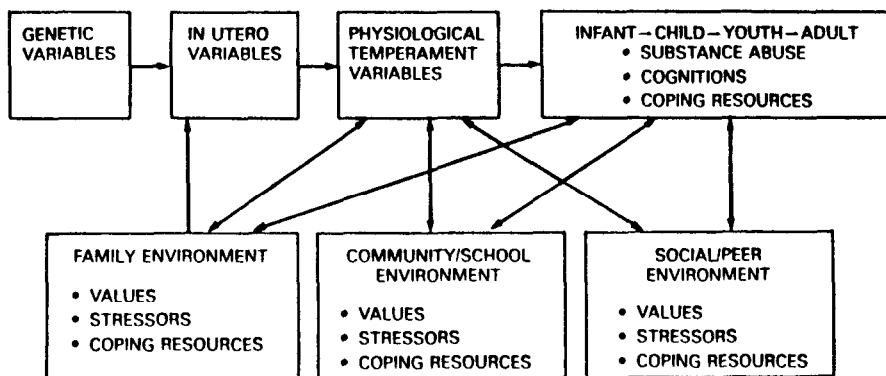 GENETIC
VARIABLES
IN UTERO
VARIABLES
PHYSIOLOGICAL
TEMPERAMENT
VARIABLES
INFANT–CHILD–YOUTH–ADULT
• SUBSTANCE ABUSE
• COGNITIONS
• COPING RESOURCES
FAMILY ENVIRONMENT
• VALUES
• STRESSORS
• COPING RESOURCES
COMMUNITY/SCHOOL
ENVIRONMENT
• VALUES
• STRESSORS
• COPING RESOURCES
SOCIAL/PEER
ENVIRONMENT
• VALUES
• STRESSORS
• COPING RESOURCES